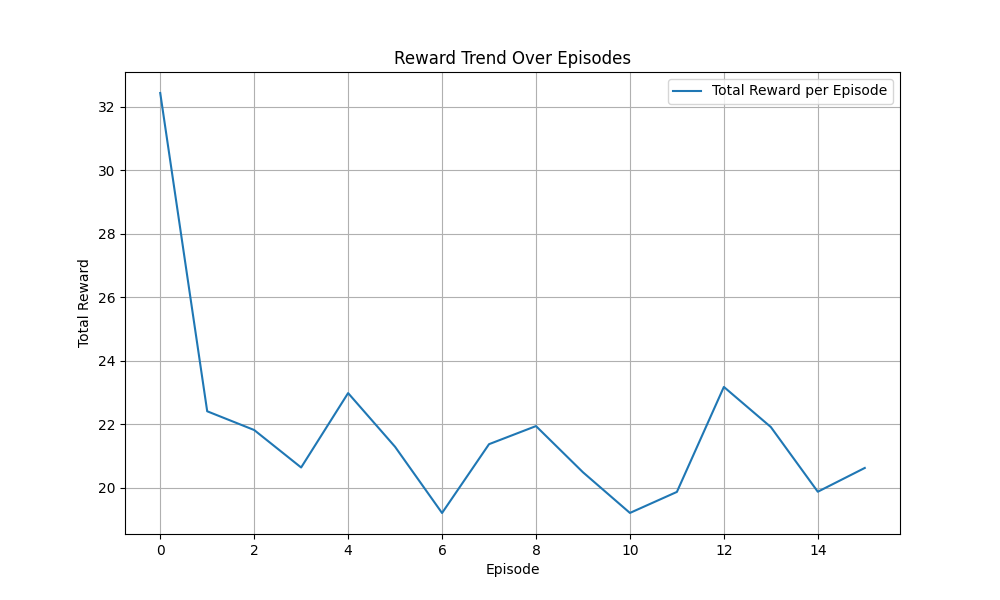 Reward Trend Over Episodes
Total Reward per Episode
Total Reward
32
30
28
26
24
22
20
0 2 4 6 8 10 12 14
Episode